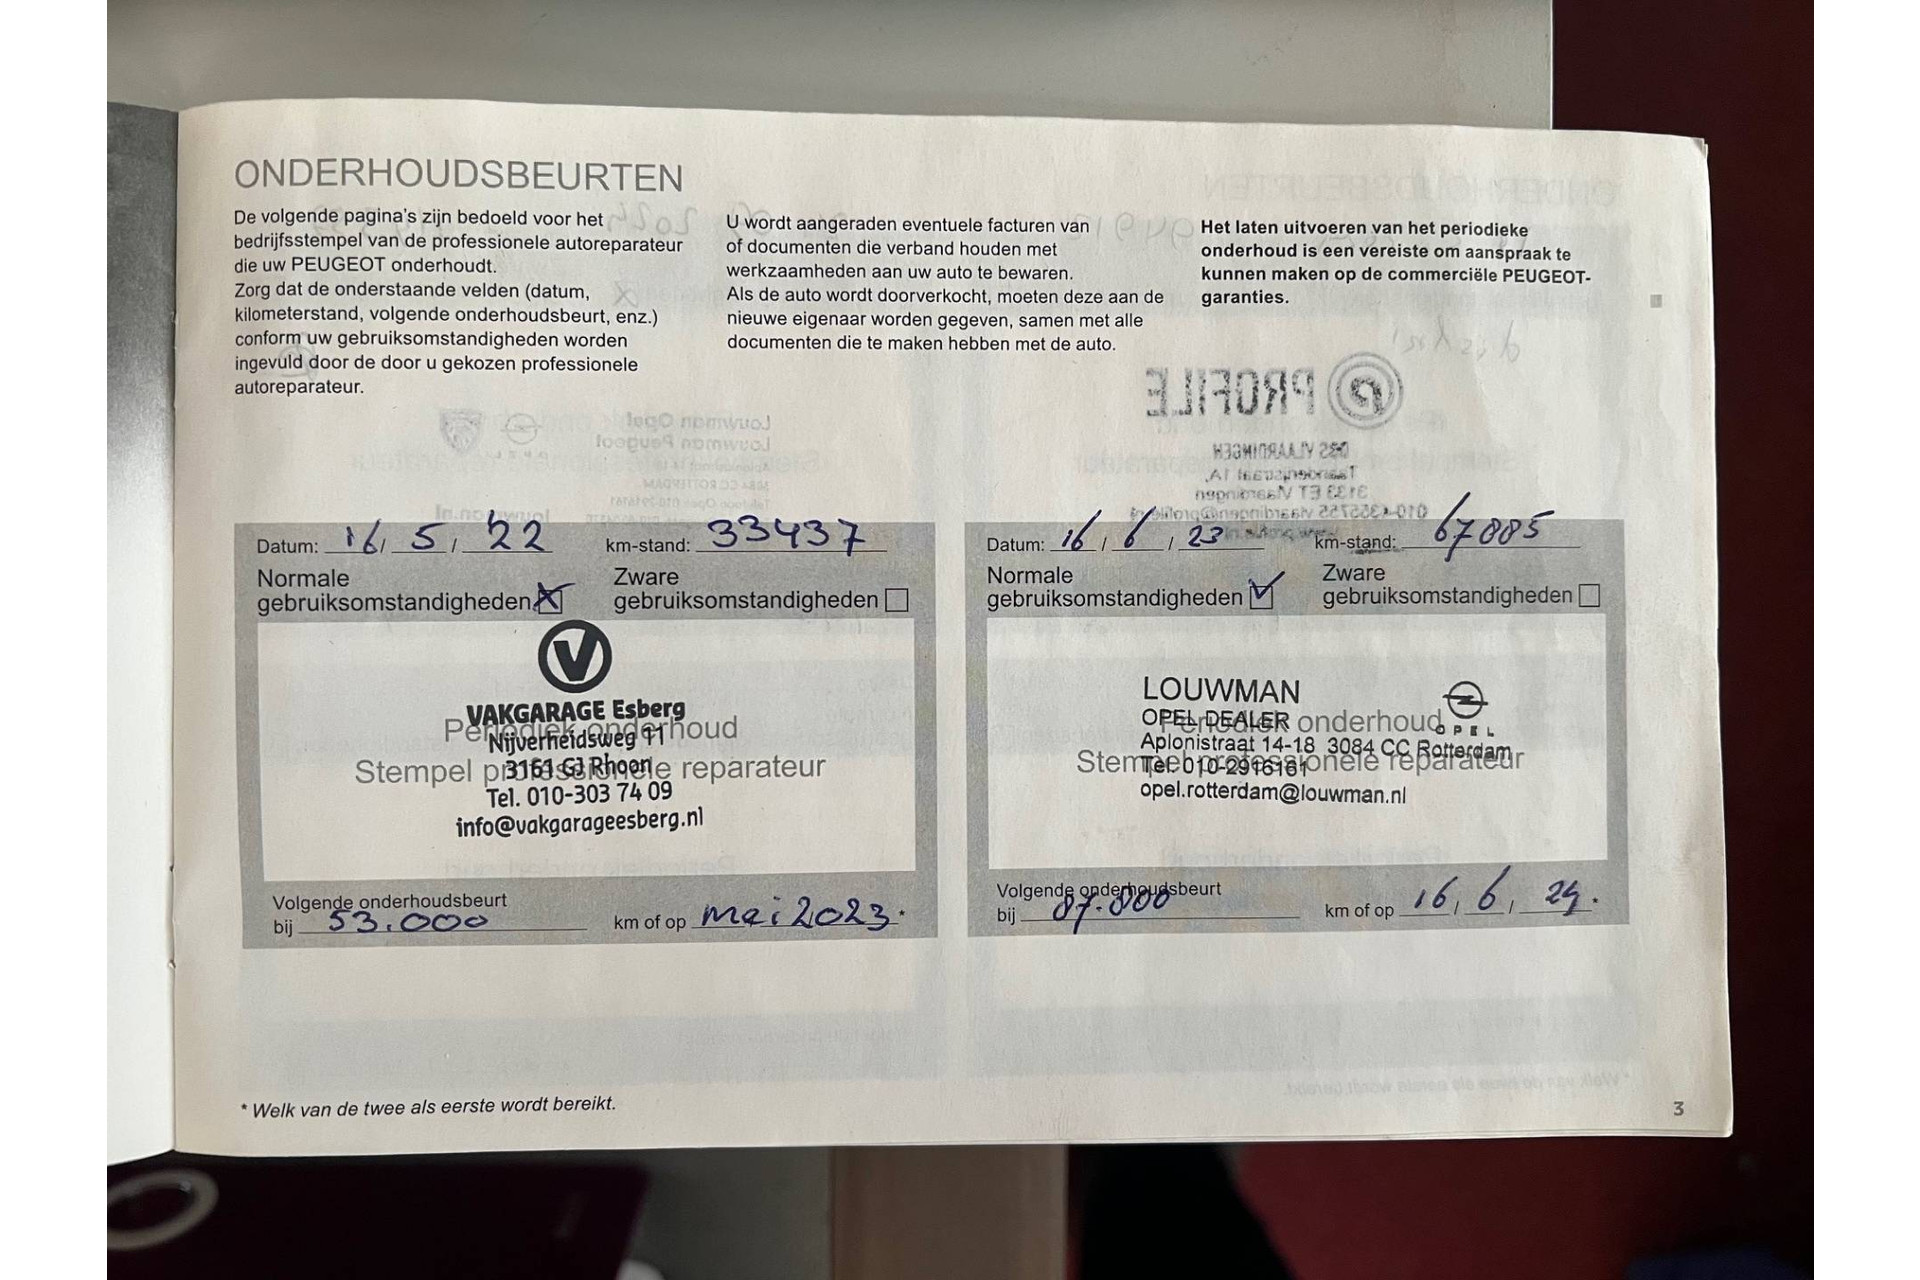 ONDERHOUDSBEURTEN
De volgende pagina's zijn bedoeld voor het
bedrijfsstempel van de professionele autoreparateur
die uw PEUGEOT onderhoudt.
Zorg dat de onderstaande velden (datum,
kilometerstand, volgende onderhoudsbeurt, enz.)
conform uw gebruiksomstandigheden worden
ingevuld door de door u gekozen professionele
autoreparateur.
U wordt aangeraden eventuele facturen van
of documenten die verband houden met
werkzaamheden aan uw auto te bewaren.
Als de auto wordt doorverkocht, moeten deze aan de
nieuwe eigenaar worden gegeven, samen met alle
documenten die te maken hebben met de auto.
Het laten uitvoeren van het periodieke
onderhoud is een vereiste om aanspraak te
kunnen maken op de commerciële PEUGEOT-
garanties.
Datum: 16 / 5 / 22 km-stand: 33437
Normale
gebruiksomstandigheden
Zware
gebruiksomstandigheden
V
VAKGARAGE Esberg
Periodiek onderhoud
Nijverheidsweg 11
Stempel professionele reparateur
3161 GJ Rhoon
Tel. 010-303 74 09
info@vakgarageesberg.nl
Volgende onderhoudsbeurt
bij 53.000 km of op mei 2023 *
Datum: 16 / 6 / 23 km-stand: 67885
Normale
gebruiksomstandigheden
Zware
gebruiksomstandigheden
LOUWMAN
OPEL DEALER
Periodiek onderhoud
OPEL
Aplonistraat 14-18 3084 CC Rotterdam
Stempel professionele reparateur
Tel. 010-2916161
opel.rotterdam@louwman.nl
Volgende onderhoudsbeurt
bij 87.800 km of op 16 / 6 / 24 *
* Welk van de twee als eerste wordt bereikt.
3